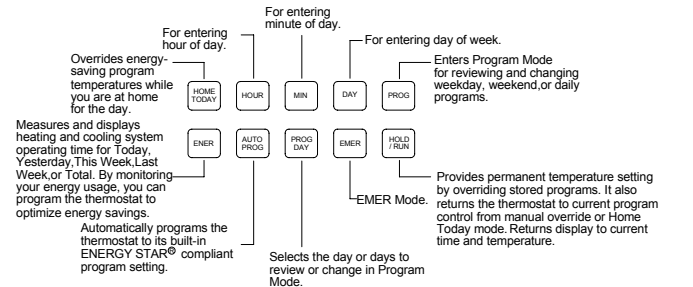 For entering
minute of day.
For entering
hour of day.
For entering day of week.
Overrides energy-
saving program
temperatures while
you are at home
for the day.
Enters Program Mode
for reviewing and changing
weekday, weekend,or daily
programs.
HOME
TODAY
HOUR
MIN
DAY
PROG
Measures and displays
heating and cooling system
operating time for Today,
Yesterday,This Week,Last
Week,or Total. By monitoring
your energy usage, you can
program the thermostat to
optimize energy savings.
ENER
AUTO
PROG
PROG
DAY
EMER
HOLD
/ RUN
EMER Mode.
Provides permanent temperature setting
by overriding stored programs. It also
returns the thermostat to current program
control from manual override or Home
Today mode. Returns display to current
time and temperature.
Automatically programs the
thermostat to its built-in
ENERGY STAR® compliant
program setting.
Selects the day or days to
review or change in Program
Mode.